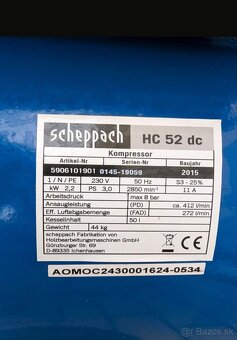 scheppach HC 52 dc
Kompressor
Artikel-Nr Serien-Nr Baujahr
5906101901 0145-18059 2015
1 / N / PE 230 V 50 Hz S3 - 25%
kW 2,2 PS 3,0 2850 min⁻¹ 11 A
Arbeitsdruck max 8 bar
Ansaugleistung (PD) ca. 412 l/min
Eff. Luftabgabemenge (FAD) 272 l/min
Kesselinhalt 50 l
Gewicht 44 kg
scheppach Fabrikation von
Holzbearbeitungsmaschinen GmbH
Günzburger Str. 69
D-89335 Ichenhausen
AOMOC2430001624-0534
bazos.sk